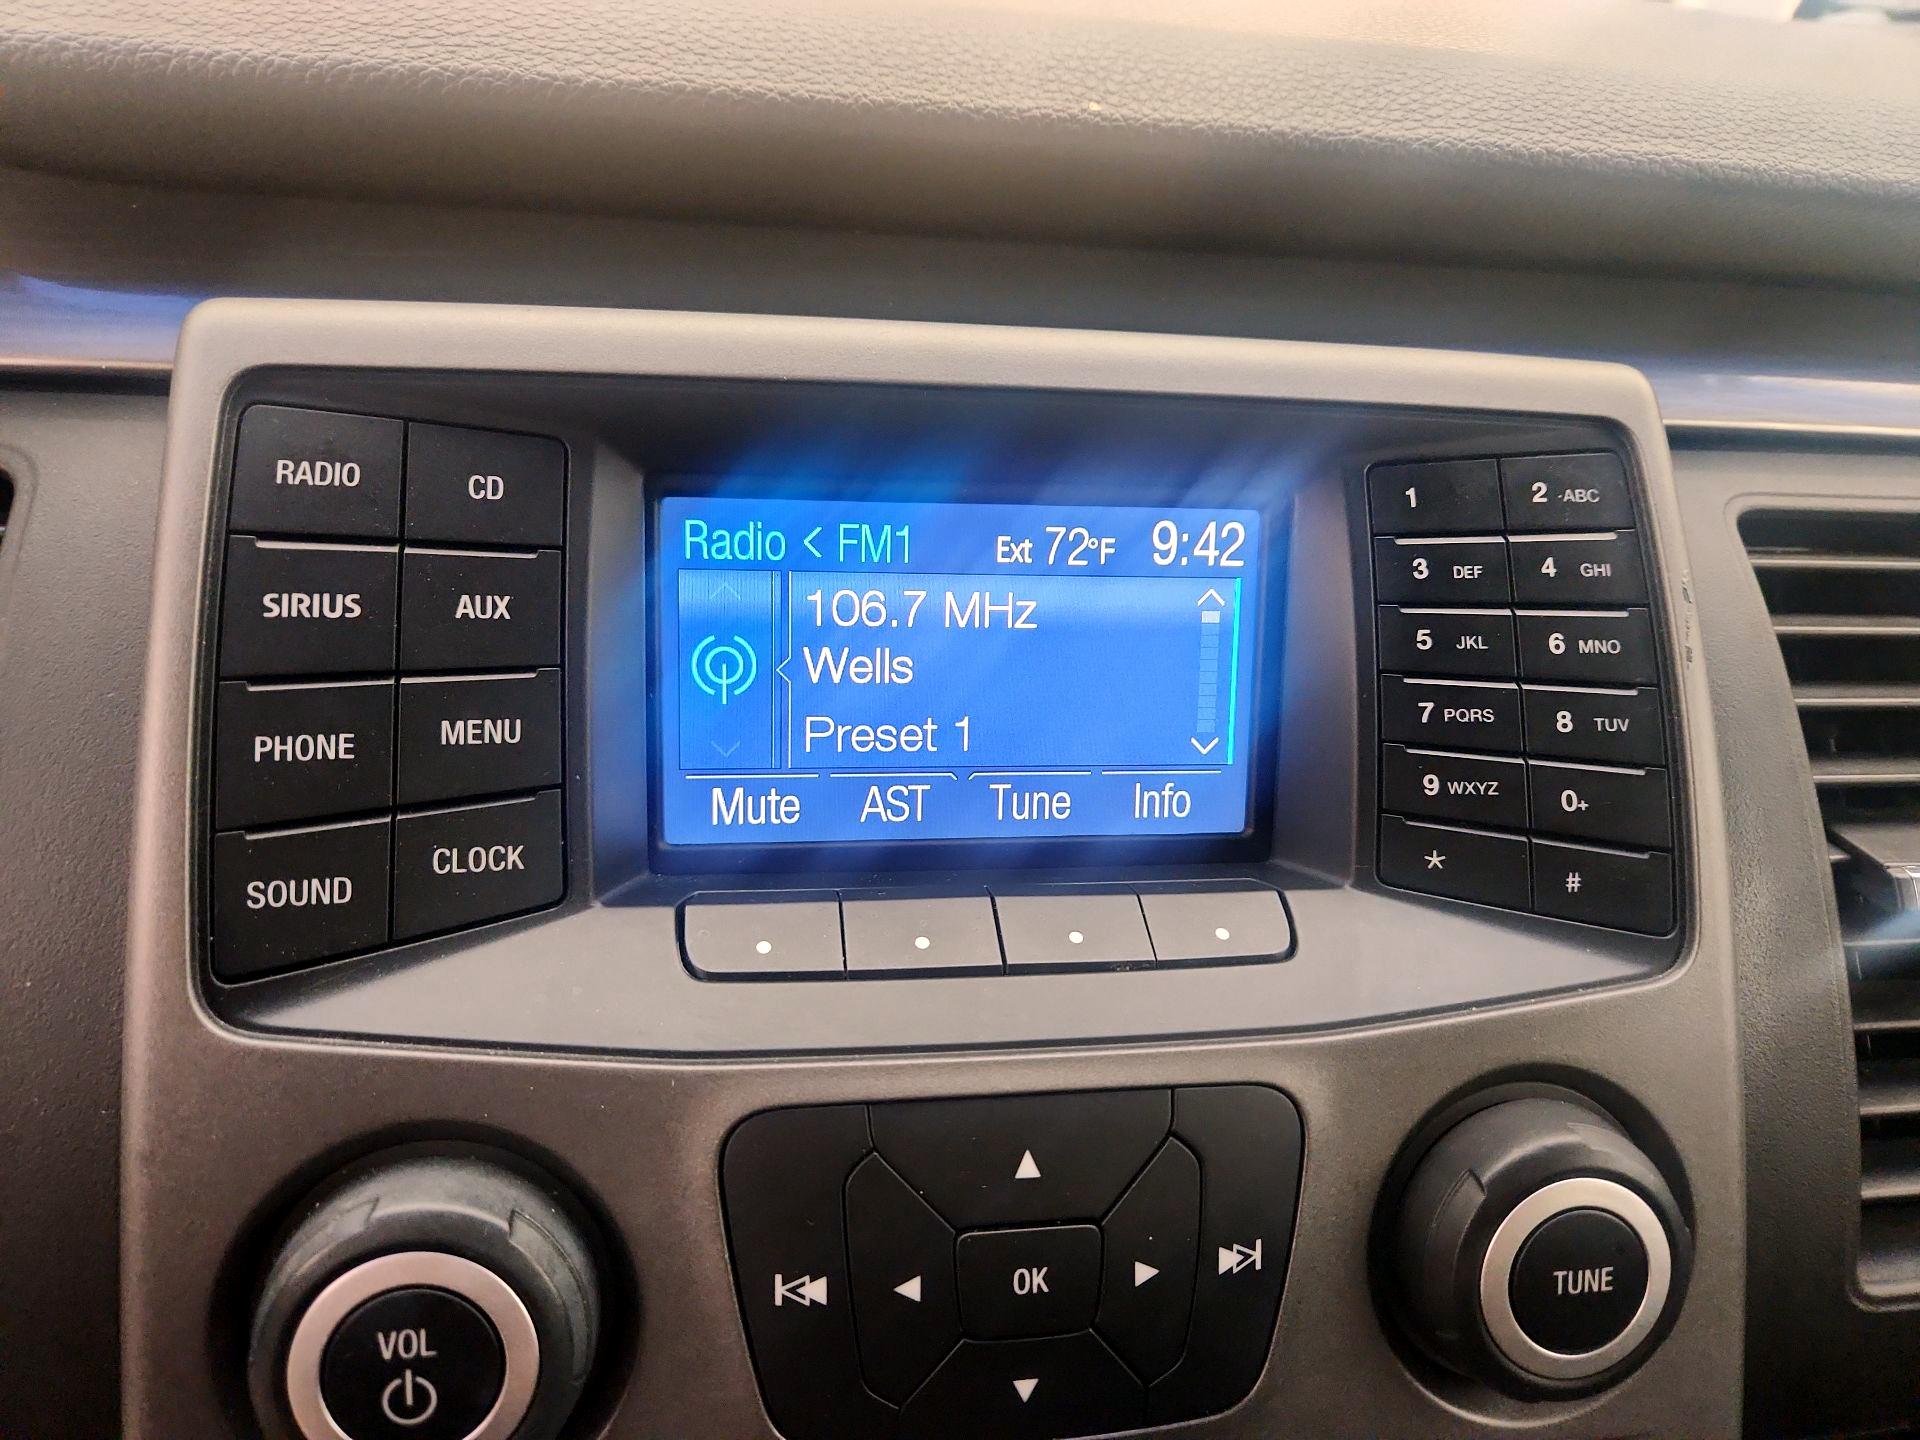 RADIO
CD
SIRIUS
AUX
PHONE
MENU
SOUND
CLOCK
Radio < FM1 Ext 72°F 9:42
106.7 MHz
Wells
Preset 1
Mute AST Tune Info
1
2 ABC
3 DEF
4 GHI
5 JKL
6 MNO
7 PQRS
8 TUV
9 WXYZ
0+
*
#
VOL
OK
TUNE